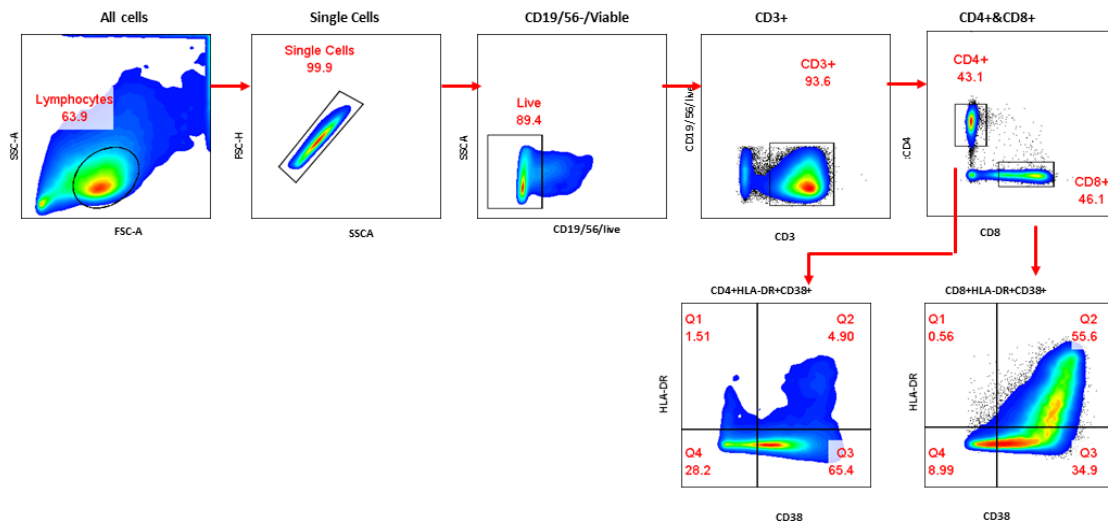 All cells
Single Cells
CD19/56-/Viable
CD3+
CD4+&CD8+
SSC-A
Lymphocytes
63.9
FSC-A
FSC-H
Single Cells
99.9
SSCA
SSCA
Live
89.4
CD19/56/live
CD19/56/live
CD3+
93.6
CD3
:CD4
CD4+
43.1
CD8+
46.1
CD8
CD4+HLA-DR+CD38+
HLA-DR
Q1
1.51
Q2
4.90
Q4
28.2
Q3
65.4
CD38
CD8+HLA-DR+CD38+
HLA-DR
Q1
0.56
Q2
55.6
Q4
8.99
Q3
34.9
CD38